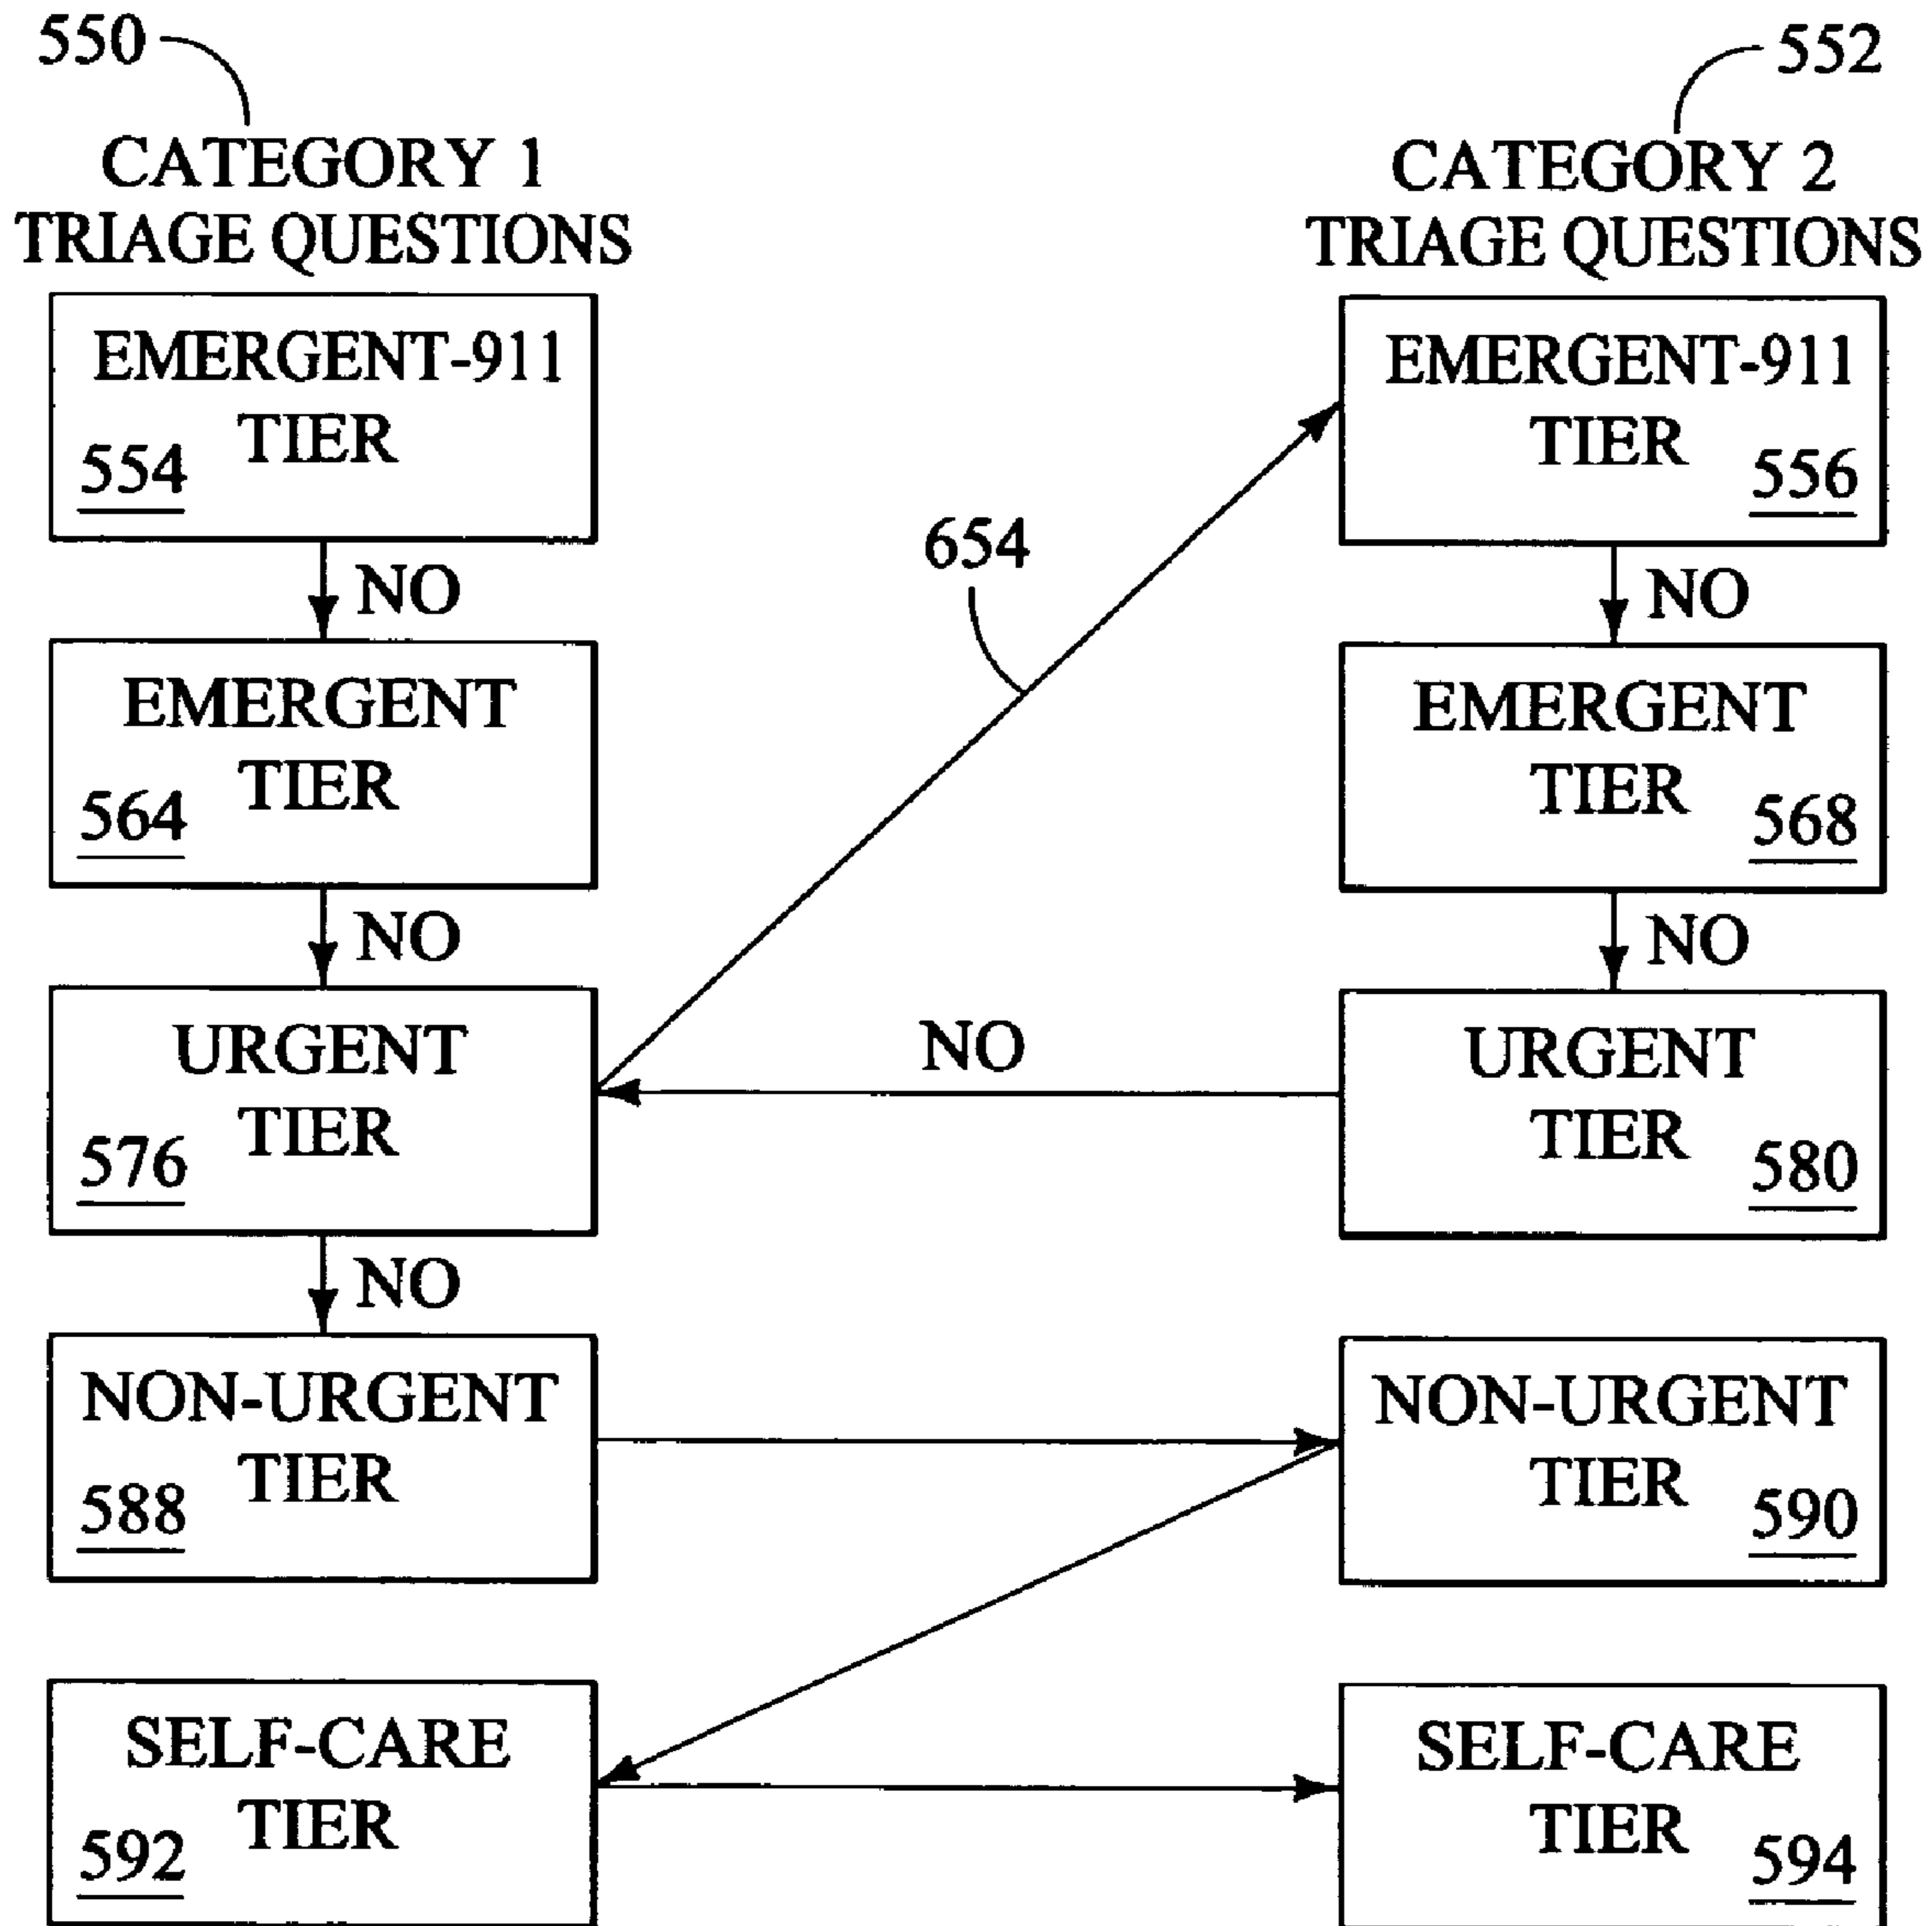 550
552
CATEGORY 1
TRIAGE QUESTIONS
CATEGORY 2
TRIAGE QUESTIONS
EMERGENT-911
TIER
554
EMERGENT-911
TIER
556
654
NO
NO
EMERGENT
TIER
564
EMERGENT
TIER
568
NO
NO
URGENT
TIER
576
NO
URGENT
TIER
580
NO
NON-URGENT
TIER
588
NON-URGENT
TIER
590
SELF-CARE
TIER
592
SELF-CARE
TIER
594